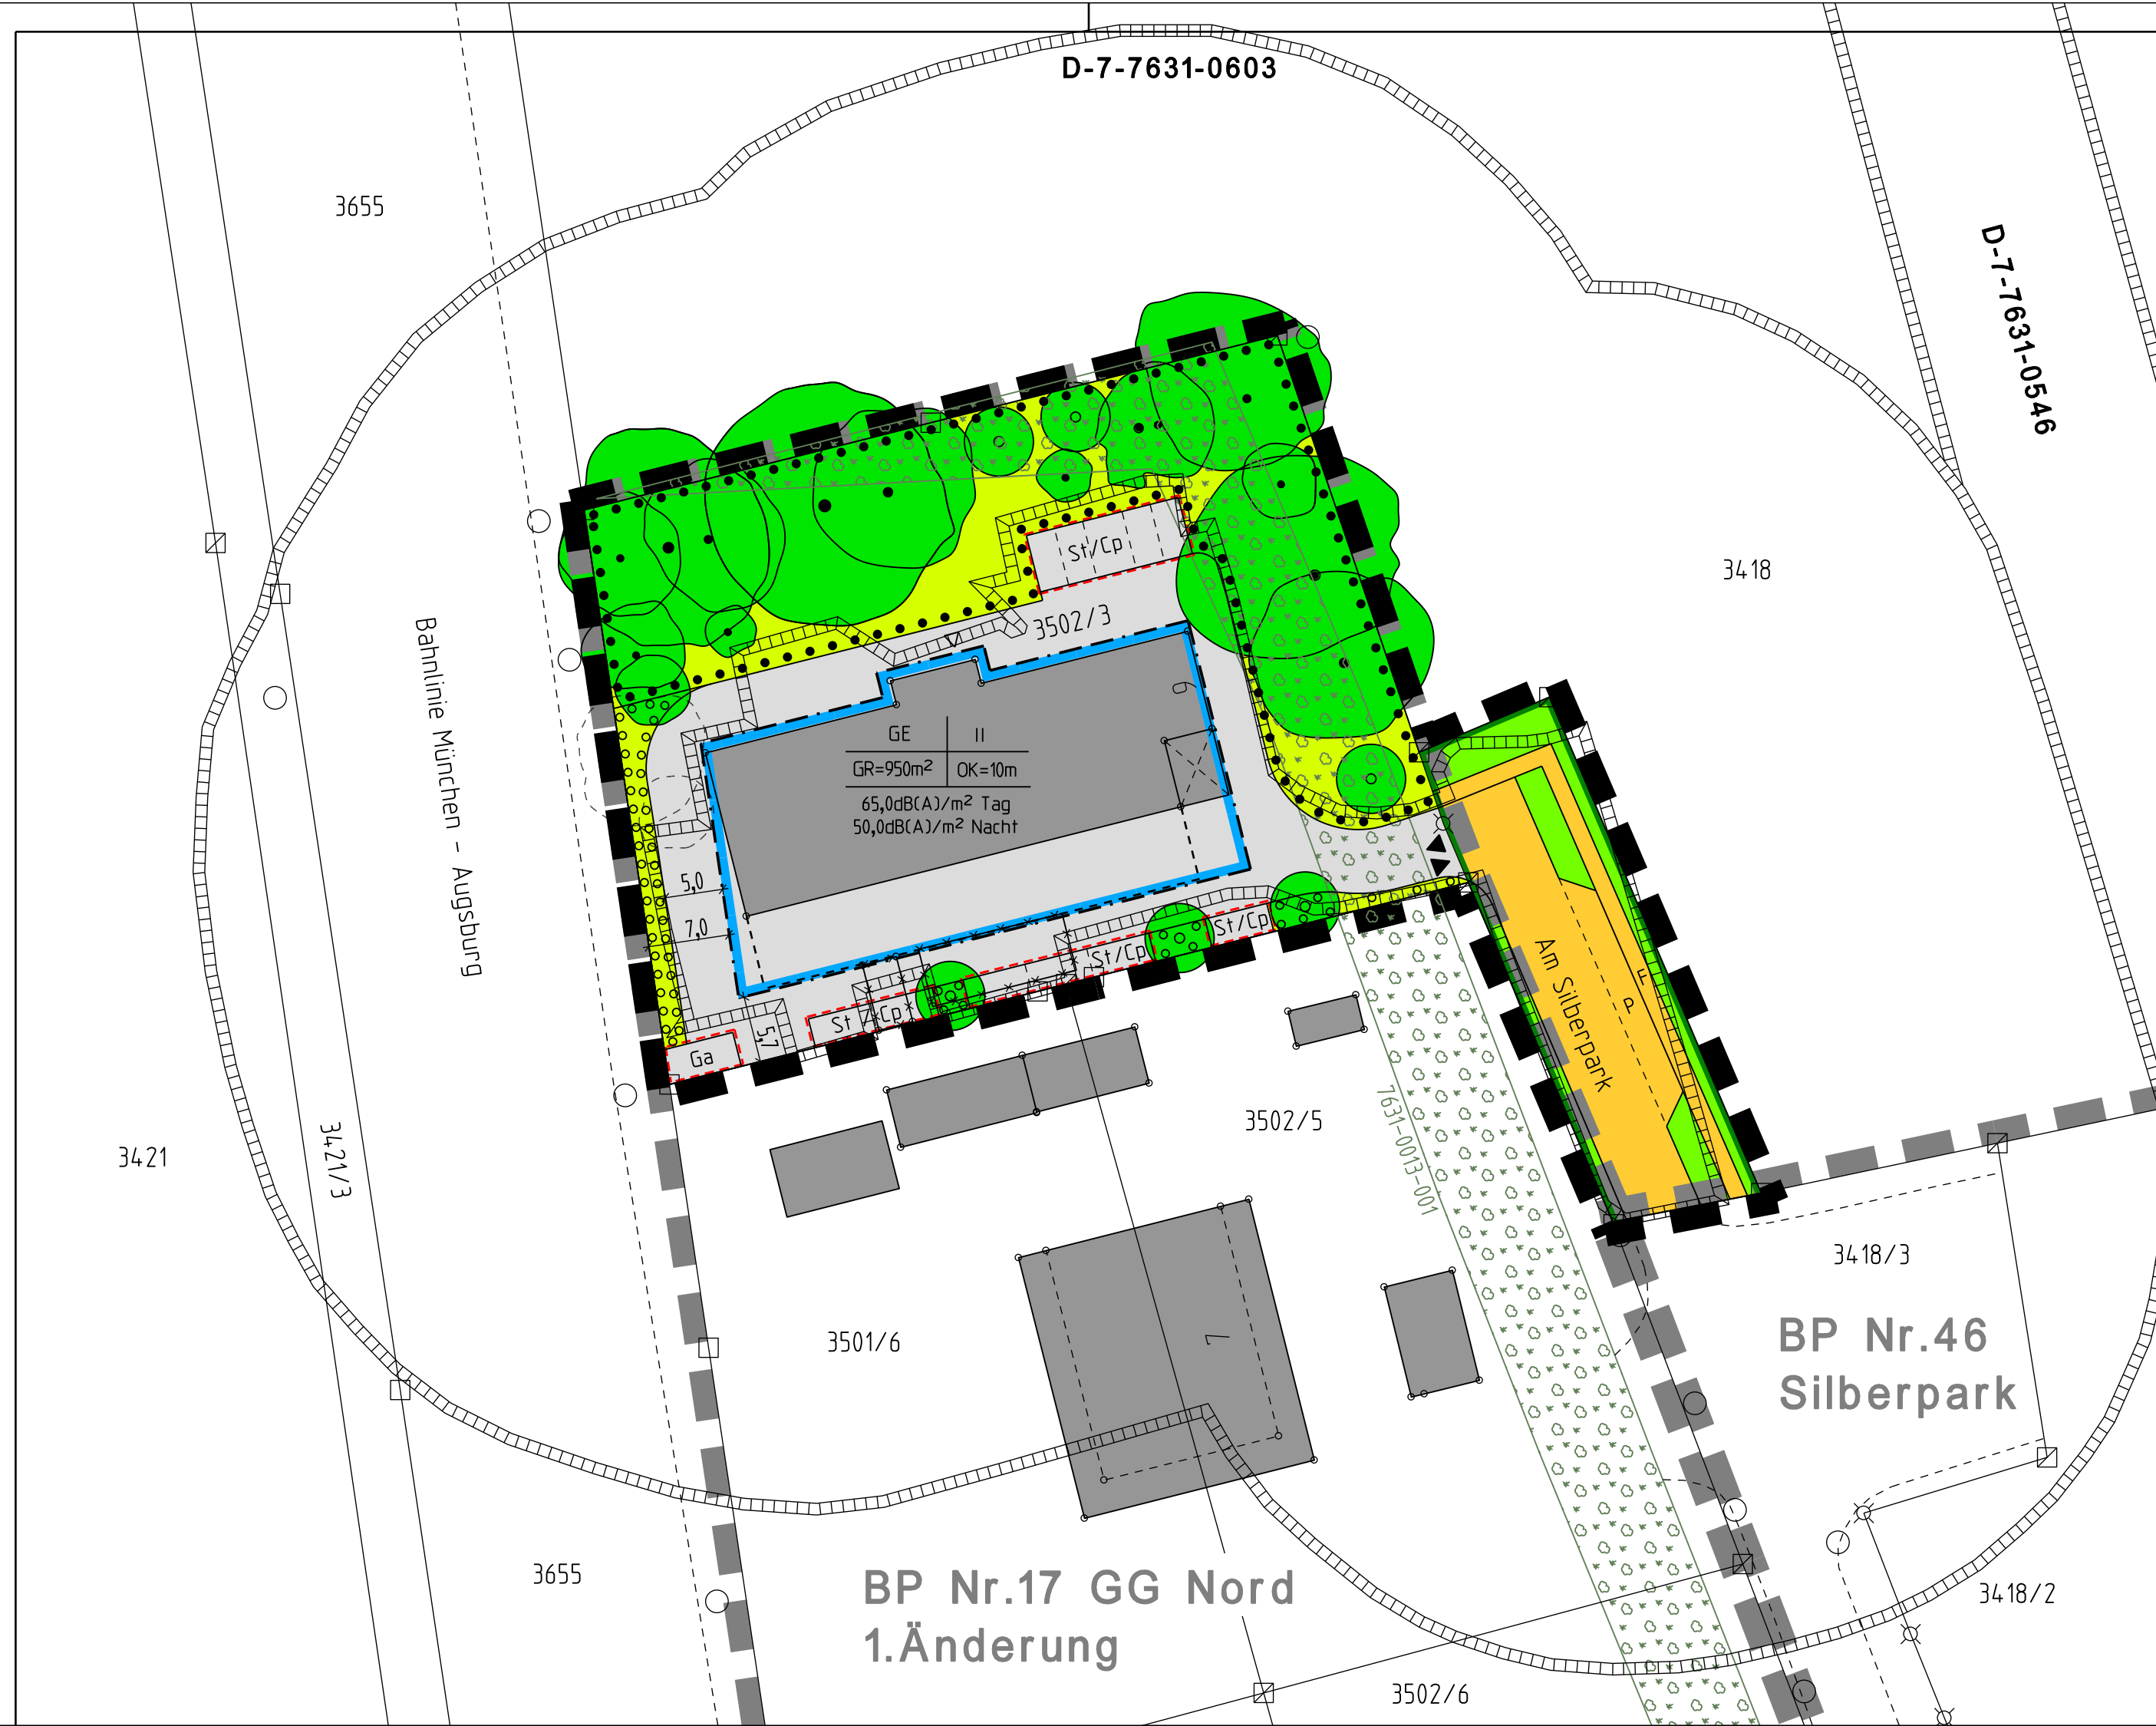 D-7-7631-0603
3655
D-7-7631-0546
3418
St/Cp
3502/3
Bahnlinie München - Augsburg
9
GE II
GR=950m² OK=10m
65,0dB(A)/m² Tag
50,0dB(A)/m² Nacht
5,0
7,0
St/Cp
St/Cp
St/Cp
5,7
Ga
Am Silberpark
F
P
3502/5
7631-0013-001
3421
3421/3
3418/3
3501/6
7
BP Nr.46
Silberpark
3655
BP Nr.17 GG Nord
1.Änderung
3418/2
3502/6